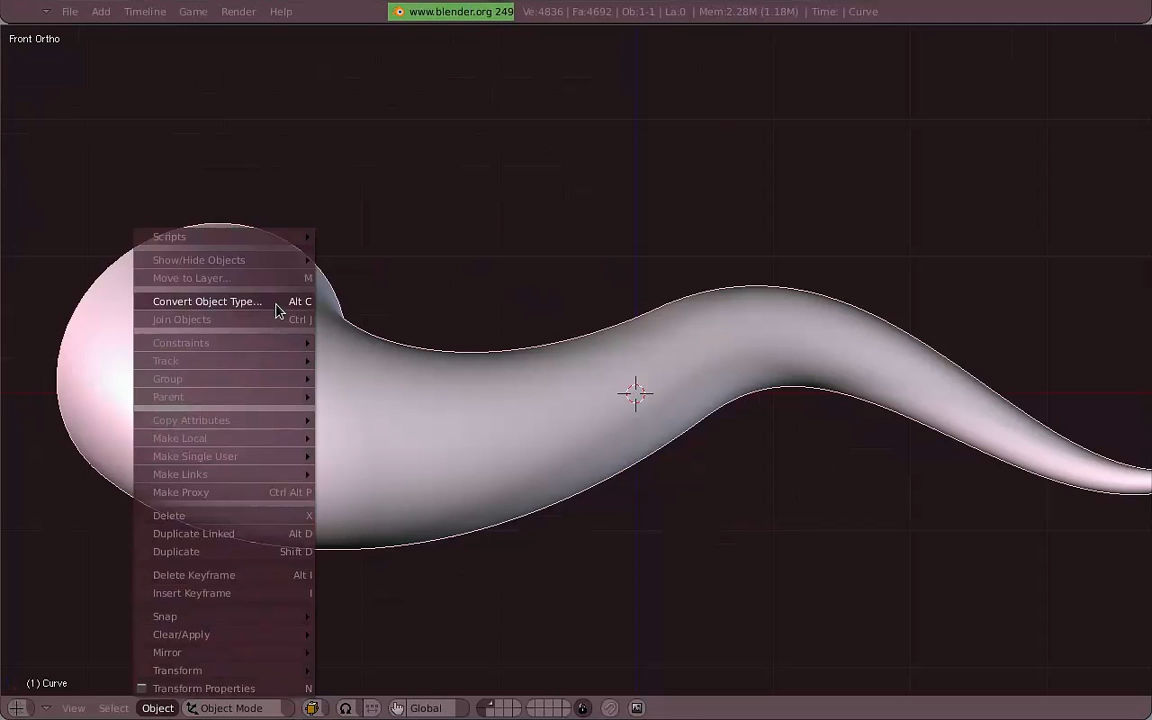 File Add Timeline Game Render Help www.blender.org 249 Ve:4836 | Fa:4692 | Ob:1-1 | La:0 | Mem:2.28M (1.18M) | Time: | Curve
Front Ortho
Scripts
Show/Hide Objects
Move to Layer... M
Convert Object Type... Alt C
Join Objects Ctrl J
Constraints
Track
Group
Parent
Copy Attributes
Make Local
Make Single User
Make Links
Make Proxy Ctrl Alt P
Delete X
Duplicate Linked Alt D
Duplicate Shift D
Delete Keyframe Alt I
Insert Keyframe I
Snap
Clear/Apply
Mirror
Transform
(1) Curve
Transform Properties N
View Select Object Object Mode Global